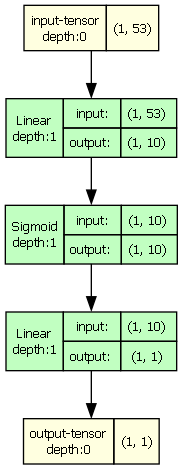 input-tensor
depth:0
(1, 53)
Linear
depth:1
input:
(1, 53)
output:
(1, 10)
Sigmoid
depth:1
input:
(1, 10)
output:
(1, 10)
Linear
depth:1
input:
(1, 10)
output:
(1, 1)
output-tensor
depth:0
(1, 1)